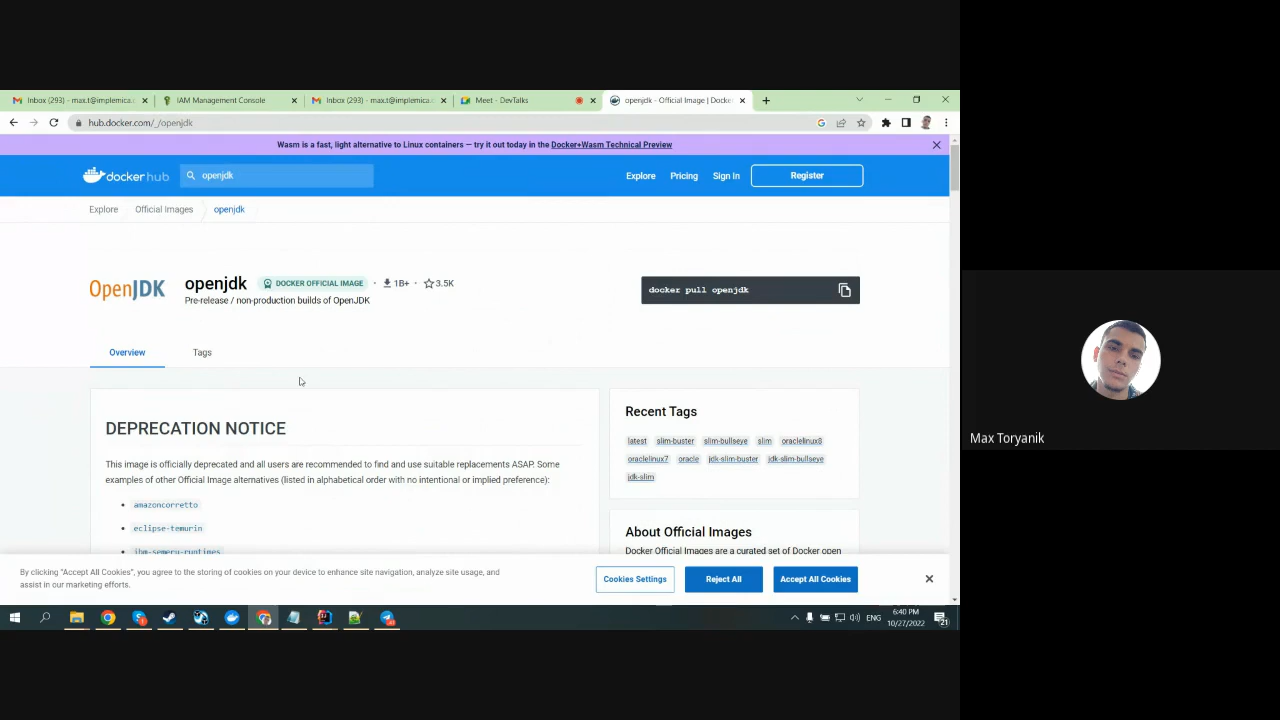 Inbox (293) - max.t@implemica.c
IAM Management Console
Inbox (293) - max.t@implemica.c
Meet - DevTalks
openjdk - Official Image | Docker
hub.docker.com/_/openjdk
Wasm is a fast, light alternative to Linux containers — try it out today in the Docker+Wasm Technical Preview
docker hub
openjdk
Explore
Pricing
Sign In
Register
Explore
Official Images
openjdk
OpenJDK
openjdk
DOCKER OFFICIAL IMAGE
· 1B+ · 3.5K
Pre-release / non-production builds of OpenJDK
docker pull openjdk
Overview
Tags
DEPRECATION NOTICE
This image is officially deprecated and all users are recommended to find and use suitable replacements ASAP. Some
examples of other Official Image alternatives (listed in alphabetical order with no intentional or implied preference):
• amazoncorretto
• eclipse-temurin
• ibm-semeru-runtimes
Recent Tags
latest slim-buster slim-bullseye slim oraclelinux8
oraclelinux7 oracle jdk-slim-buster jdk-slim-bullseye
jdk-slim
About Official Images
Docker Official Images are a curated set of Docker open
By clicking "Accept All Cookies", you agree to the storing of cookies on your device to enhance site navigation, analyze site usage, and
assist in our marketing efforts.
Cookies Settings
Reject All
Accept All Cookies
ENG
6:40 PM
10/27/2022
21
Max Toryanik